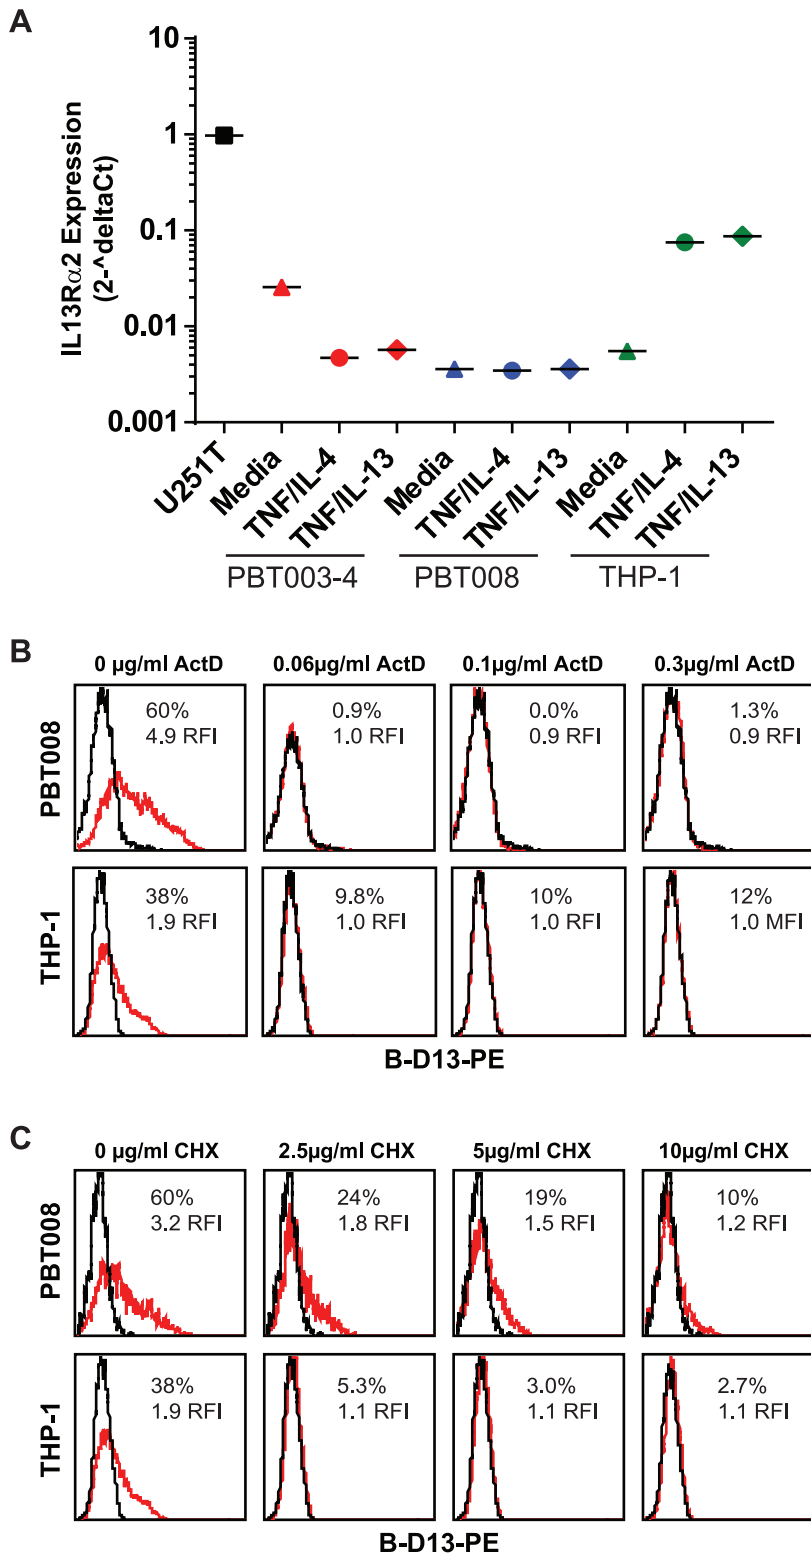 A
IL13Rα2 Expression
(2-^deltaCt)
10
1
0.1
0.01
0.001
U251T
Media
TNF/IL-4
TNF/IL-13
Media
TNF/IL-4
TNF/IL-13
Media
TNF/IL-4
TNF/IL-13
PBT003-4
PBT008
THP-1
B
0 µg/ml ActD
0.06µg/ml ActD
0.1µg/ml ActD
0.3µg/ml ActD
PBT008
60%
4.9 RFI
0.9%
1.0 RFI
0.0%
0.9 RFI
1.3%
0.9 RFI
THP-1
38%
1.9 RFI
9.8%
1.0 RFI
10%
1.0 RFI
12%
1.0 MFI
B-D13-PE
C
0 µg/ml CHX
2.5µg/ml CHX
5µg/ml CHX
10µg/ml CHX
PBT008
60%
3.2 RFI
24%
1.8 RFI
19%
1.5 RFI
10%
1.2 RFI
THP-1
38%
1.9 RFI
5.3%
1.1 RFI
3.0%
1.1 RFI
2.7%
1.1 RFI
B-D13-PE